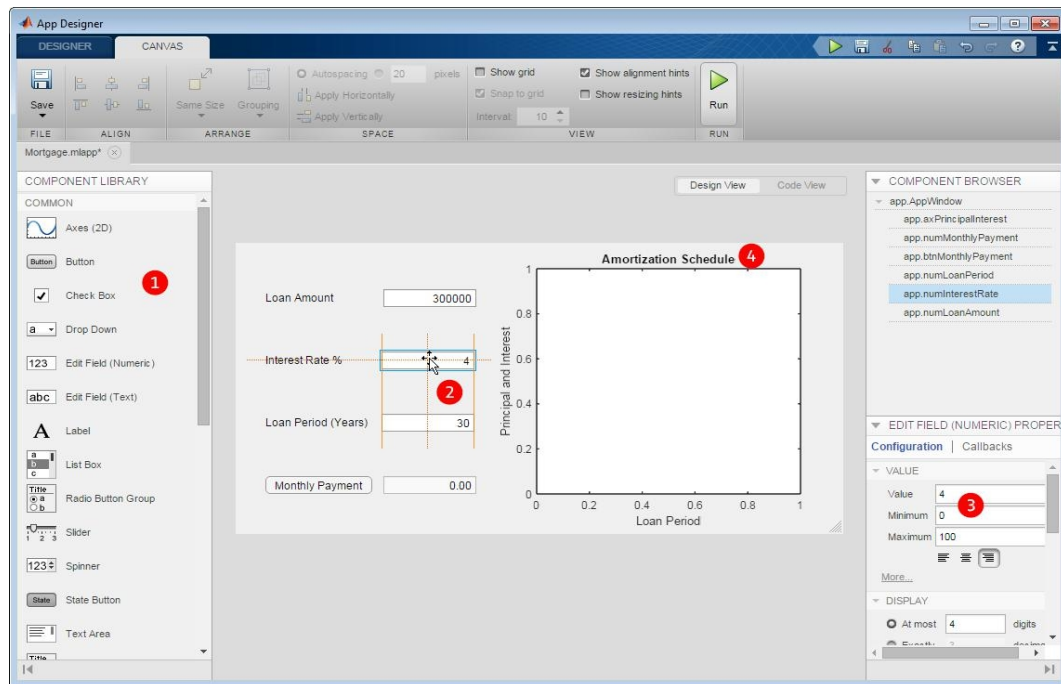 App Designer
DESIGNER CANVAS
Save
Same Size Grouping
Autospacing 20 pixels
Apply Horizontally
Apply Vertically
Show grid Show alignment hints
Snap to grid Show resizing hints
Interval: 10
Run
FILE ALIGN ARRANGE SPACE VIEW RUN
Mortgage.mlapp*
COMPONENT LIBRARY
COMMON
Axes (2D)
Button Button
Check Box
a Drop Down
123 Edit Field (Numeric)
abc Edit Field (Text)
A Label
a
b
c
List Box
Title
a
b
Radio Button Group
1 2 3
Slider
123 Spinner
State State Button
Text Area
Title
1
Design View Code View
Loan Amount 300000
Interest Rate % 4
2
Loan Period (Years) 30
Monthly Payment 0.00
Amortization Schedule
4
1
0.8
0.6
0.4
0.2
0
Principal and Interest
0 0.2 0.4 0.6 0.8 1
Loan Period
COMPONENT BROWSER
app.AppWindow
app.axPrincipalInterest
app.numMonthlyPayment
app.btnMonthlyPayment
app.numLoanPeriod
app.numInterestRate
app.numLoanAmount
EDIT FIELD (NUMERIC) PROPER
Configuration | Callbacks
VALUE
Value 4
Minimum 0
Maximum 100
3
More...
DISPLAY
At most 4 digits